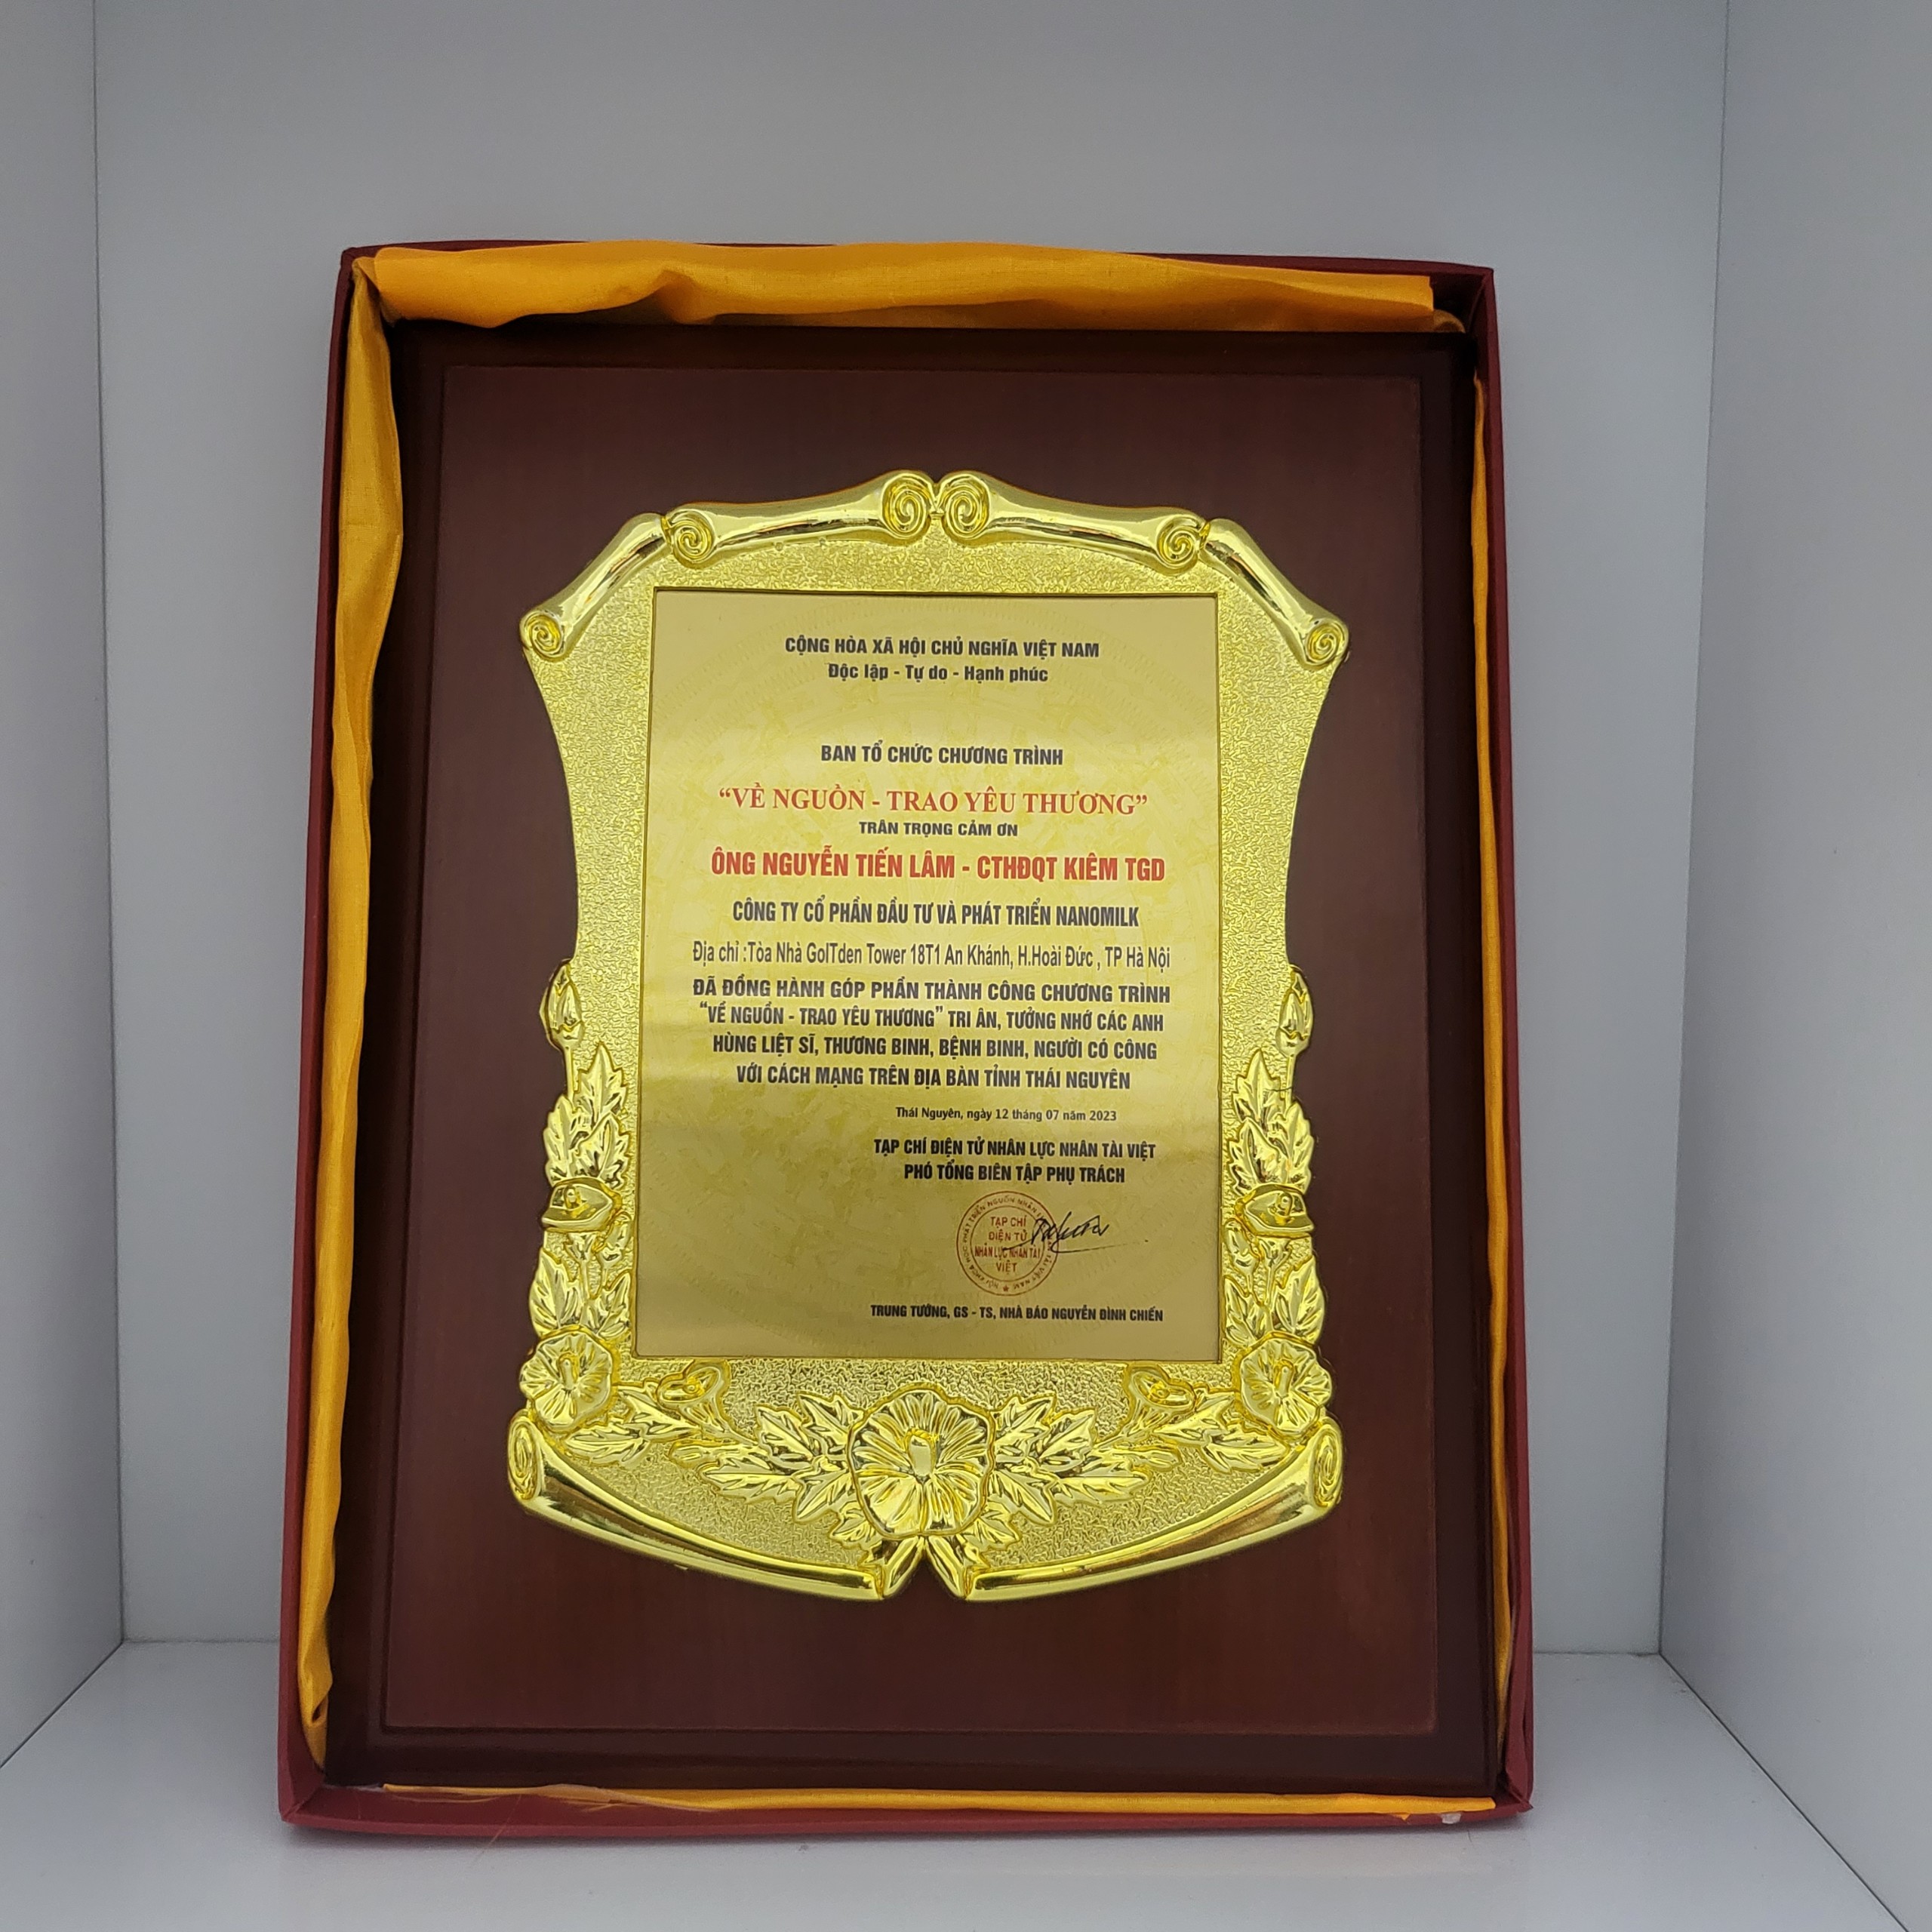 CỘNG HÒA XÃ HỘI CHỦ NGHĨA VIỆT NAM
Độc lập - Tự do - Hạnh phúc
BAN TỔ CHỨC CHƯƠNG TRÌNH
“VỀ NGUỒN - TRAO YÊU THƯƠNG”
TRÂN TRỌNG CẢM ƠN
ÔNG NGUYỄN TIẾN LÂM - CTHĐQT KIÊM TGD
CÔNG TY CỔ PHẦN ĐẦU TƯ VÀ PHÁT TRIỂN NANOMILK
Địa chỉ :Tòa Nhà GolTden Tower 18T1 An Khánh, H.Hoài Đức , TP Hà Nội
ĐÃ ĐỒNG HÀNH GÓP PHẦN THÀNH CÔNG CHƯƠNG TRÌNH
“VỀ NGUỒN - TRAO YÊU THƯƠNG” TRI ÂN, TƯỞNG NHỚ CÁC ANH
HÙNG LIỆT SĨ, THƯƠNG BINH, BỆNH BINH, NGƯỜI CÓ CÔNG
VỚI CÁCH MẠNG TRÊN ĐỊA BÀN TỈNH THÁI NGUYÊN
Thái Nguyên, ngày 12 tháng 07 năm 2023
TẠP CHÍ ĐIỆN TỬ NHÂN LỰC NHÂN TÀI VIỆT
PHÓ TỔNG BIÊN TẬP PHỤ TRÁCH
TẠP CHÍ
ĐIỆN TỬ
NHÂN LỰC NHÂN TÀI
VIỆT
TRUNG TƯỚNG, GS - TS, NHÀ BÁO NGUYỄN ĐÌNH CHIẾN